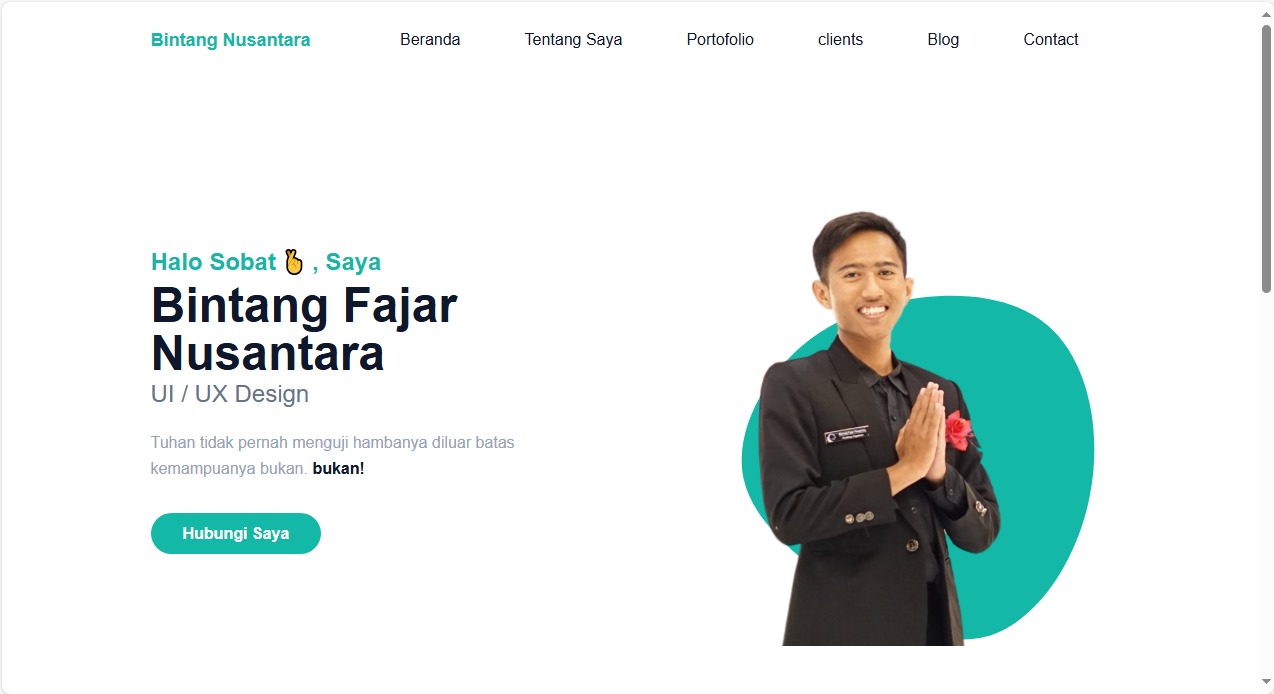 Bintang Nusantara Beranda Tentang Saya Portofolio clients Blog Contact
Halo Sobat 🫰 , Saya
Bintang Fajar
Nusantara
UI / UX Design
Tuhan tidak pernah menguji hambanya diluar batas
kemampuanya bukan. bukan!
Hubungi Saya